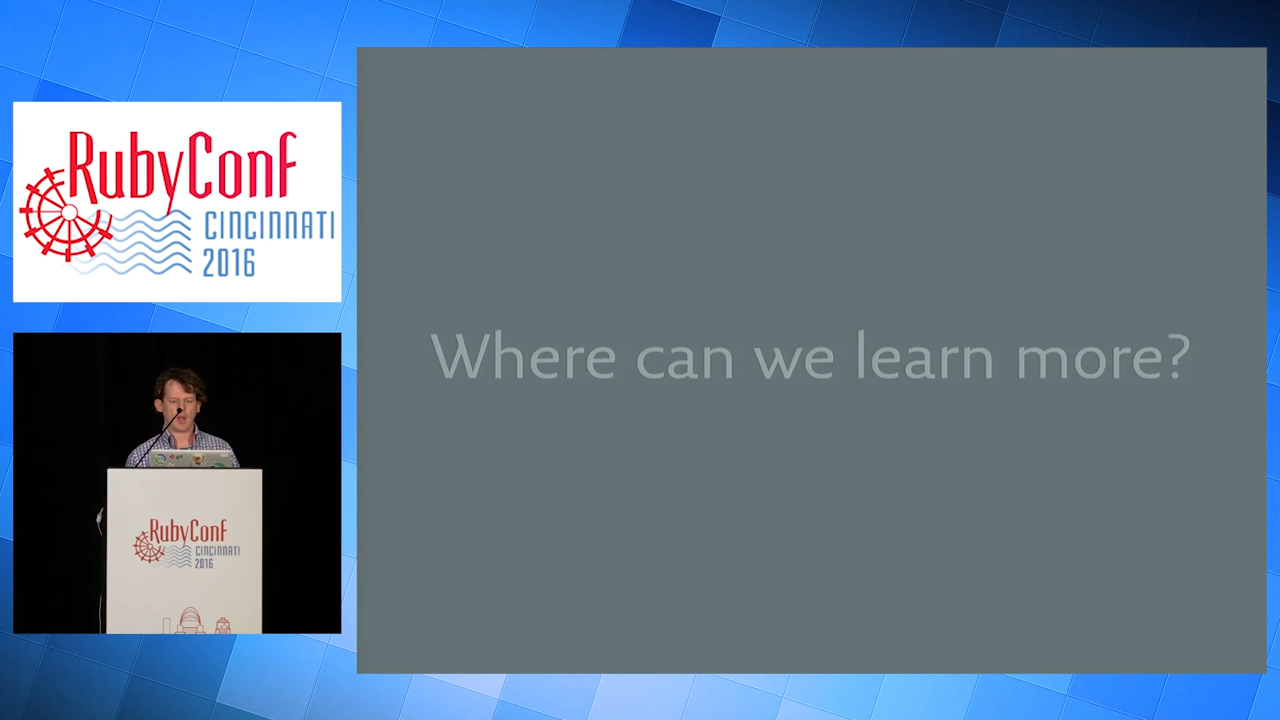 RubyConf
CINCINNATI
2016
Where can we learn more?
RubyConf
CINCINNATI
2016